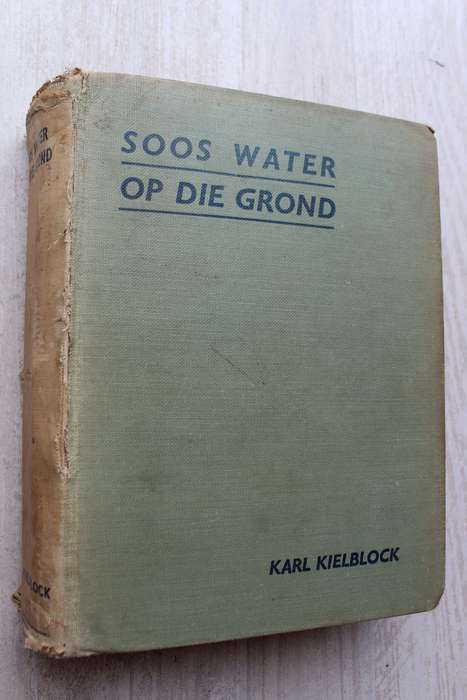 SOOS WATER
OP DIE GROND
KARL KIELBLOCK